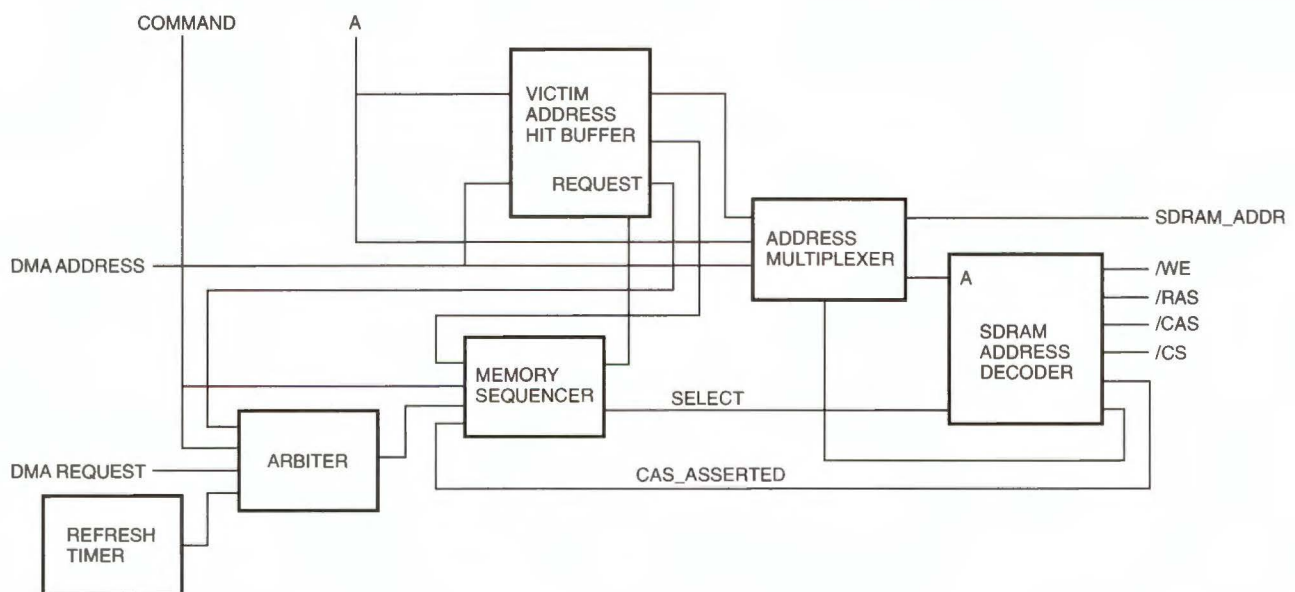 COMMAND
A
VICTIM
ADDRESS
HIT BUFFER
REQUEST
ADDRESS
MULTIPLEXER
SDRAM_ADDR
DMA ADDRESS
A
SDRAM
ADDRESS
DECODER
/WE
/RAS
/CAS
/CS
MEMORY
SEQUENCER
SELECT
ARBITER
DMA REQUEST
CAS_ASSERTED
REFRESH
TIMER